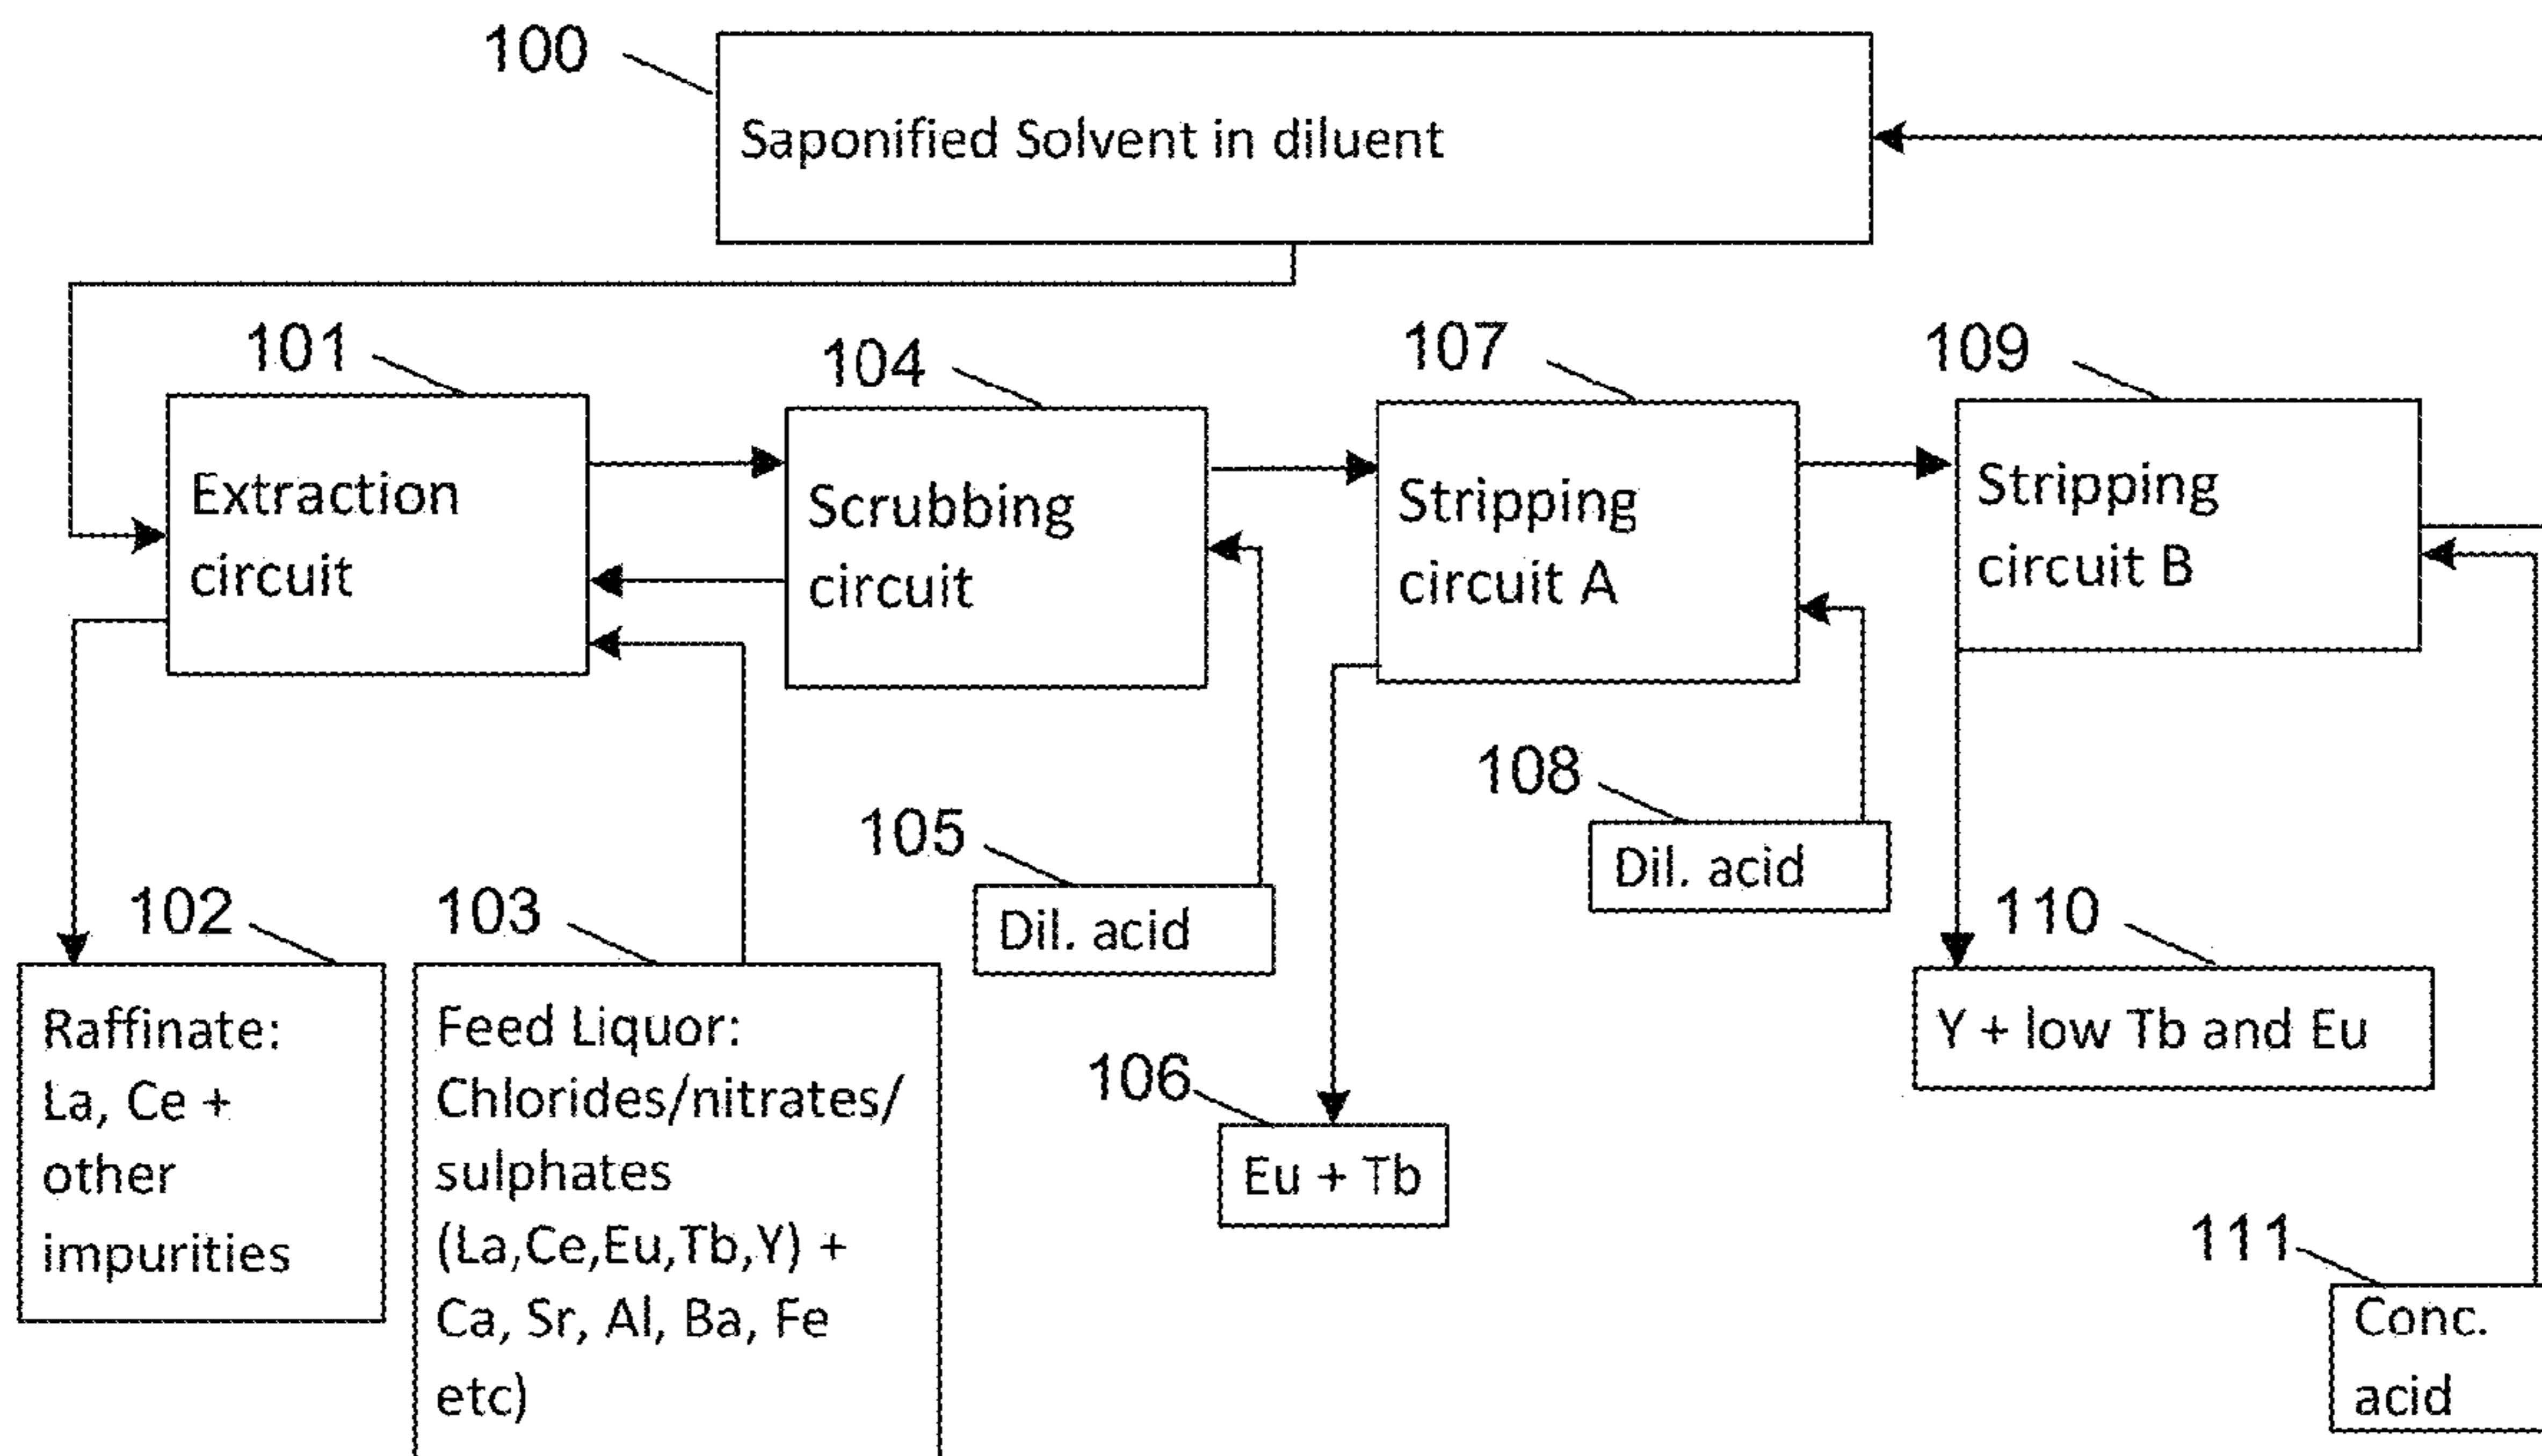 100
Saponified Solvent in diluent
101
104
107
109
Extraction
circuit
Scrubbing
circuit
Stripping
circuit A
Stripping
circuit B
105
Dil. acid
108
Dil. acid
102
Raffinate:
La, Ce +
other
impurities
103
Feed Liquor:
Chlorides/nitrates/
sulphates
(La,Ce,Eu,Tb,Y) +
Ca, Sr, Al, Ba, Fe
etc)
106
Eu + Tb
110
Y + low Tb and Eu
111
Conc.
acid